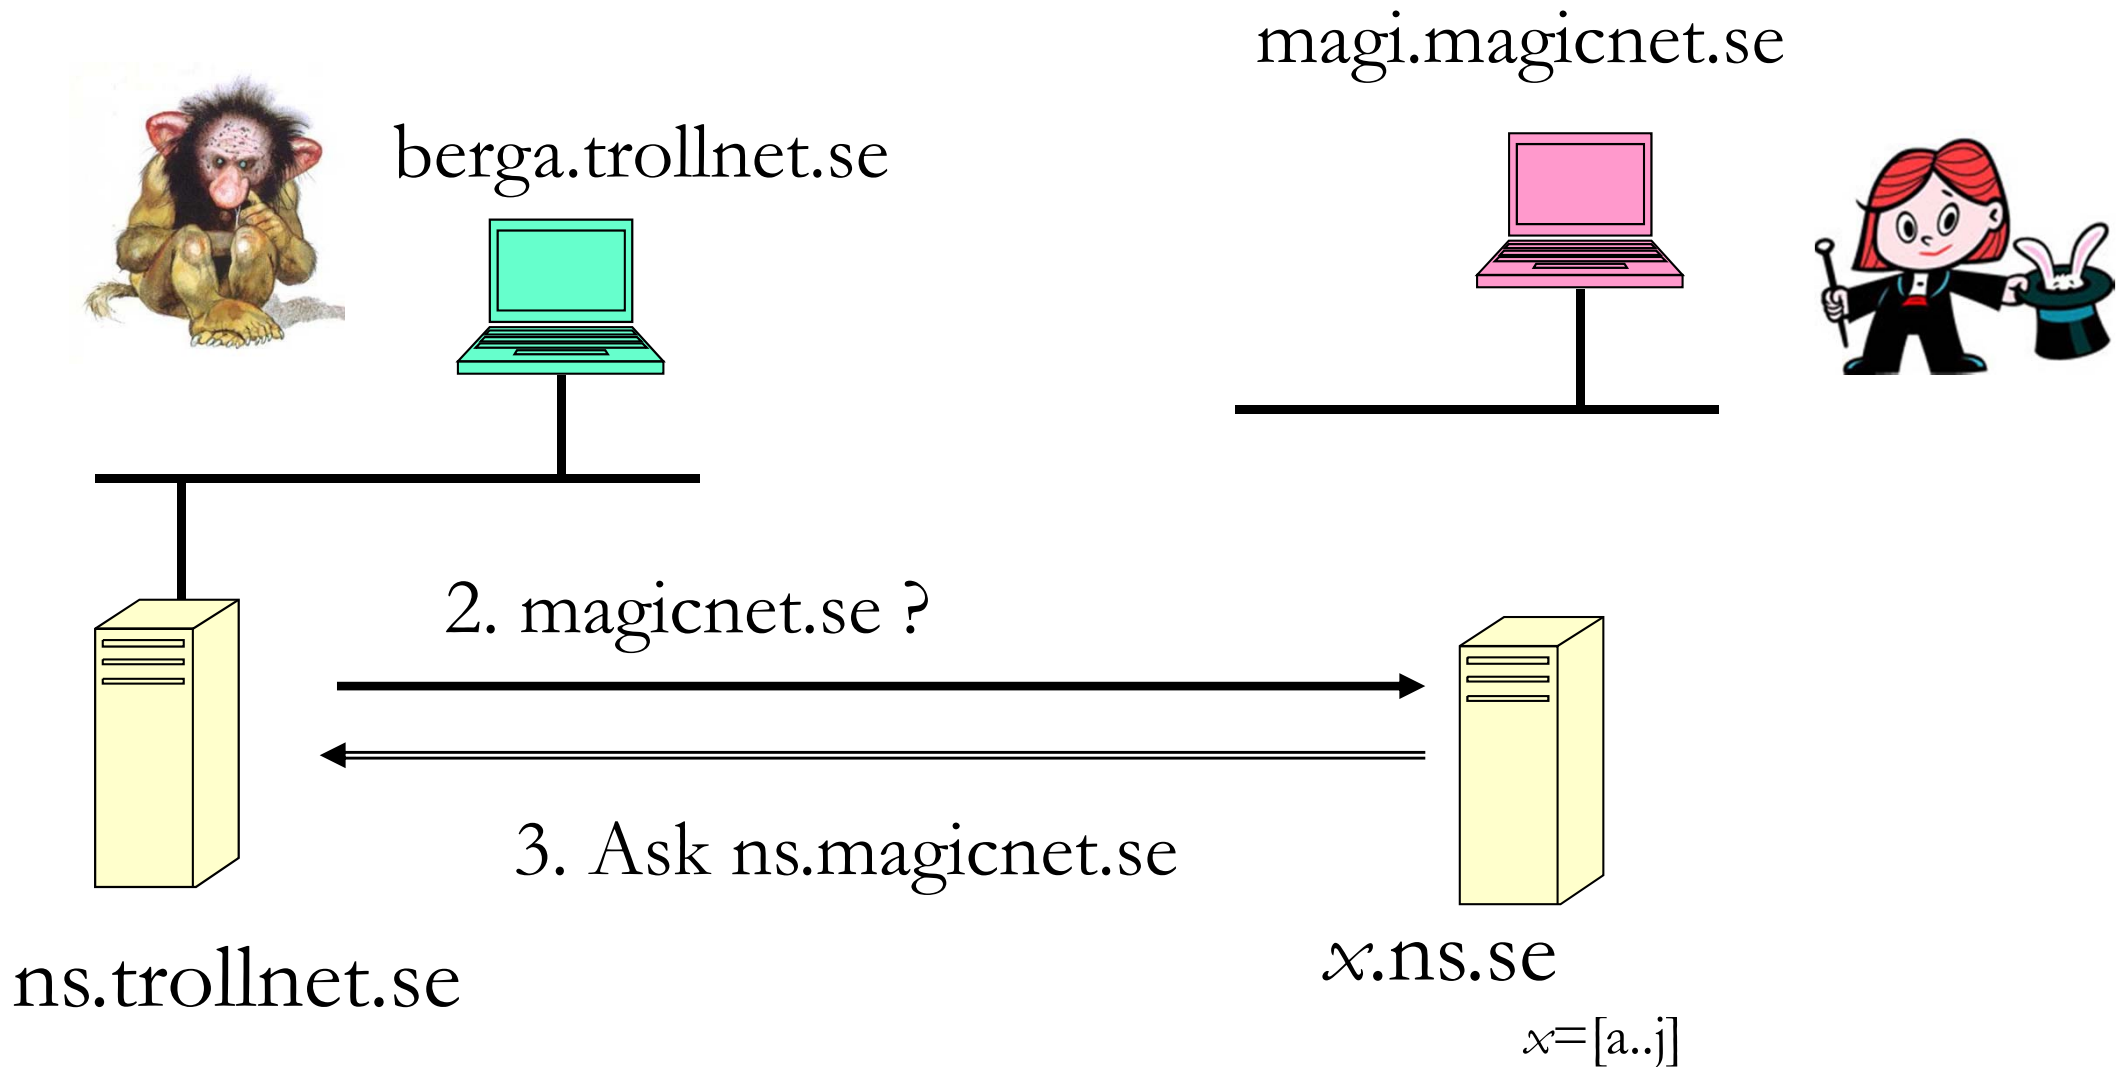 magi.magicnet.se
berga.trollnet.se
2. magicnet.se ?
3. Ask ns.magicnet.se
ns.trollnet.se
x.ns.se
x=[a..j]